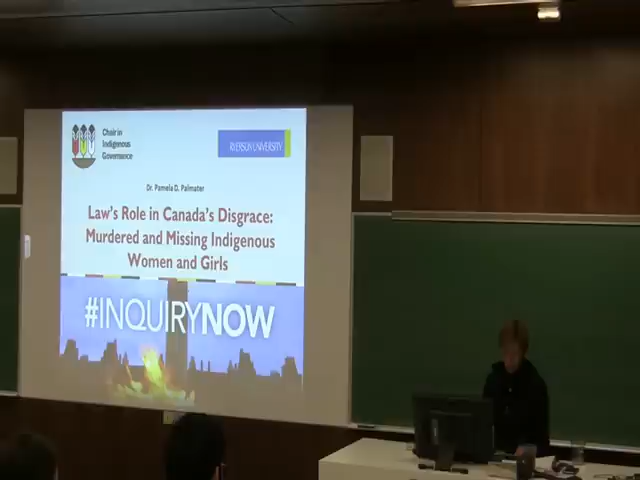 Chair in
Indigenous
Governance
RYERSON UNIVERSITY
Dr. Pamela D. Palmater
Law's Role in Canada's Disgrace:
Murdered and Missing Indigenous
Women and Girls
#INQUIRYNOW